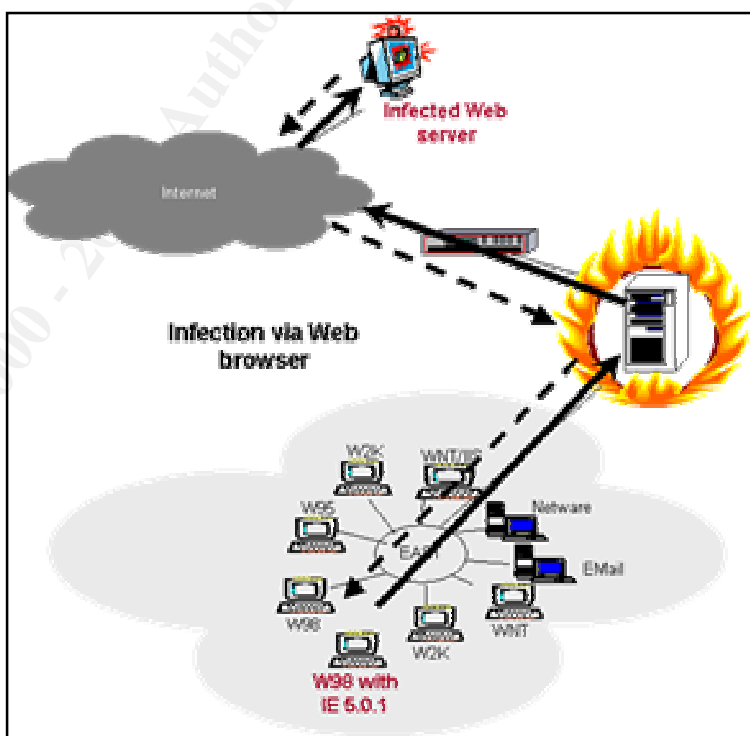 Infected Web
server
Internet
Infection via Web
browser
W2K
WNT/IIS
W95
Netware
EMail
W98
WNT
W2K
W98 with
IE 5.0.1